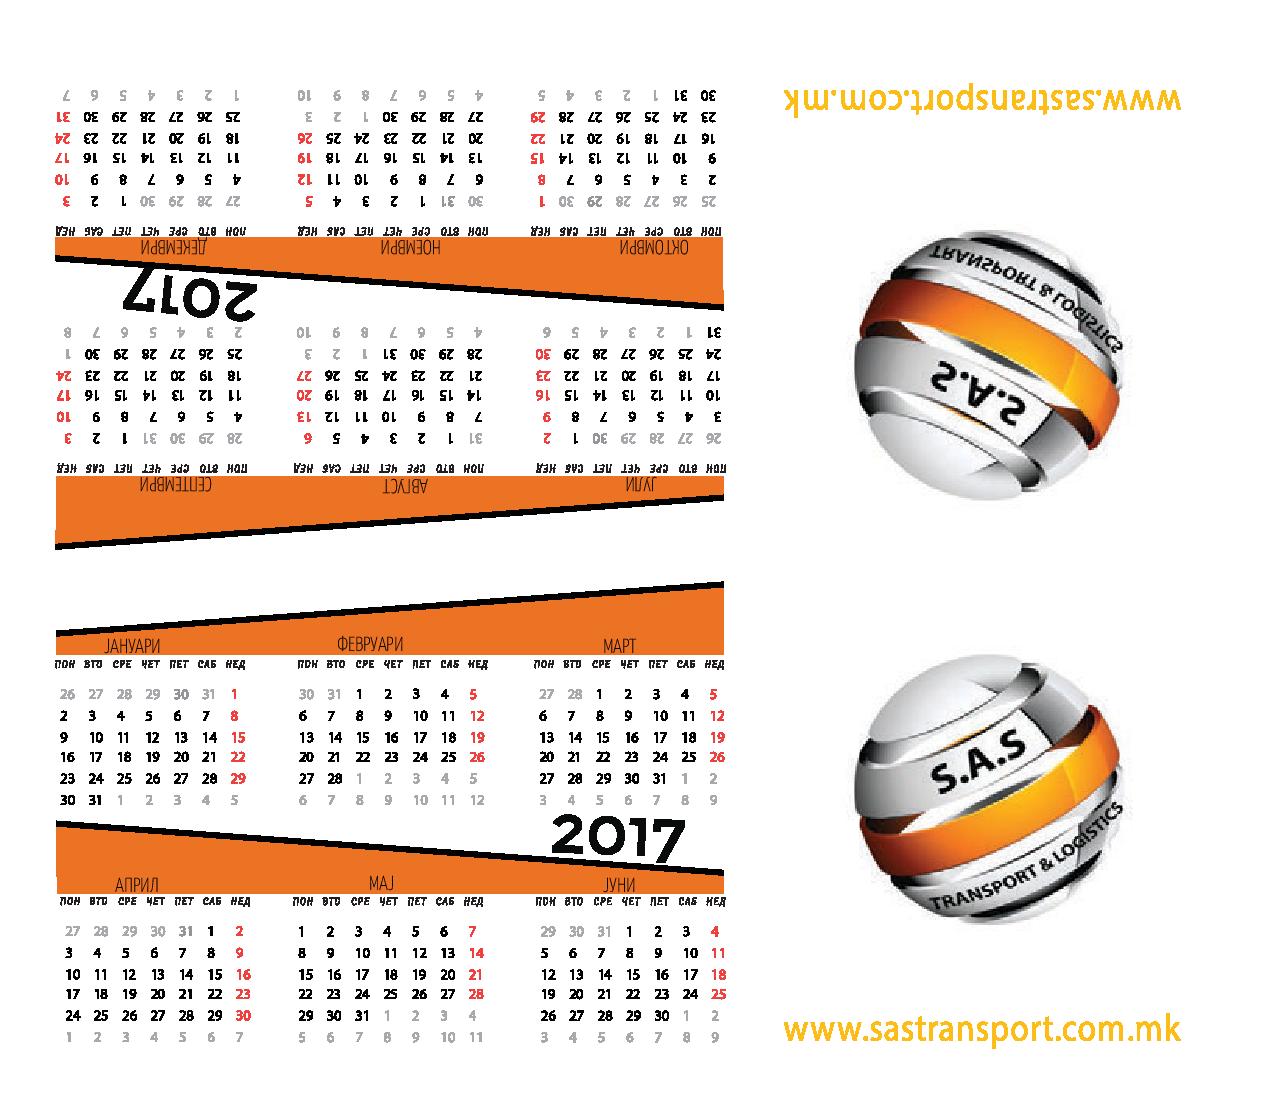 ЈАНУАРИ ФЕВРУАРИ МАРТ
ПОН ВТО СРЕ ЧЕТ ПЕТ САБ НЕД ПОН ВТО СРЕ ЧЕТ ПЕТ САБ НЕД ПОН ВТО СРЕ ЧЕТ ПЕТ САБ НЕД
26 27 28 29 30 31 1 30 31 1 2 3 4 5 27 28 1 2 3 4 5
2 3 4 5 6 7 8 6 7 8 9 10 11 12 6 7 8 9 10 11 12
9 10 11 12 13 14 15 13 14 15 16 17 18 19 13 14 15 16 17 18 19
16 17 18 19 20 21 22 20 21 22 23 24 25 26 20 21 22 23 24 25 26
23 24 25 26 27 28 29 27 28 1 2 3 4 5 27 28 29 30 31 1 2
30 31 1 2 3 4 5 6 7 8 9 10 11 12 3 4 5 6 7 8 9
2017
АПРИЛ МАЈ ЈУНИ
ПОН ВТО СРЕ ЧЕТ ПЕТ САБ НЕД ПОН ВТО СРЕ ЧЕТ ПЕТ САБ НЕД ПОН ВТО СРЕ ЧЕТ ПЕТ САБ НЕД
27 28 29 30 31 1 2 1 2 3 4 5 6 7 29 30 31 1 2 3 4
3 4 5 6 7 8 9 8 9 10 11 12 13 14 5 6 7 8 9 10 11
10 11 12 13 14 15 16 15 16 17 18 19 20 21 12 13 14 15 16 17 18
17 18 19 20 21 22 23 22 23 24 25 26 27 28 19 20 21 22 23 24 25
24 25 26 27 28 29 30 29 30 31 1 2 3 4 26 27 28 29 30 1 2
1 2 3 4 5 6 7 5 6 7 8 9 10 11 3 4 5 6 7 8 9
S.A.S
TRANSPORT & LOGISTICS
www.sastransport.com.mk
ЈУЛИ АВГУСТ СЕПТЕМВРИ
ПОН ВТО СРЕ ЧЕТ ПЕТ САБ НЕД ПОН ВТО СРЕ ЧЕТ ПЕТ САБ НЕД ПОН ВТО СРЕ ЧЕТ ПЕТ САБ НЕД
26 27 28 29 30 1 2 31 1 2 3 4 5 6 28 29 30 31 1 2 3
3 4 5 6 7 8 9 7 8 9 10 11 12 13 4 5 6 7 8 9 10
10 11 12 13 14 15 16 14 15 16 17 18 19 20 11 12 13 14 15 16 17
17 18 19 20 21 22 23 21 22 23 24 25 26 27 18 19 20 21 22 23 24
24 25 26 27 28 29 30 28 29 30 31 1 2 3 25 26 27 28 29 30 1
31 1 2 3 4 5 6 4 5 6 7 8 9 10 2 3 4 5 6 7 8
2017
ОКТОМВРИ НОЕМВРИ ДЕКЕМВРИ
ПОН ВТО СРЕ ЧЕТ ПЕТ САБ НЕД ПОН ВТО СРЕ ЧЕТ ПЕТ САБ НЕД ПОН ВТО СРЕ ЧЕТ ПЕТ САБ НЕД
25 26 27 28 29 30 1 30 31 1 2 3 4 5 27 28 29 30 1 2 3
2 3 4 5 6 7 8 6 7 8 9 10 11 12 4 5 6 7 8 9 10
9 10 11 12 13 14 15 13 14 15 16 17 18 19 11 12 13 14 15 16 17
16 17 18 19 20 21 22 20 21 22 23 24 25 26 18 19 20 21 22 23 24
23 24 25 26 27 28 29 27 28 29 30 1 2 3 25 26 27 28 29 30 31
30 31 1 2 3 4 5 4 5 6 7 8 9 10 1 2 3 4 5 6 7
S.A.S
TRANSPORT & LOGISTICS
www.sastransport.com.mk